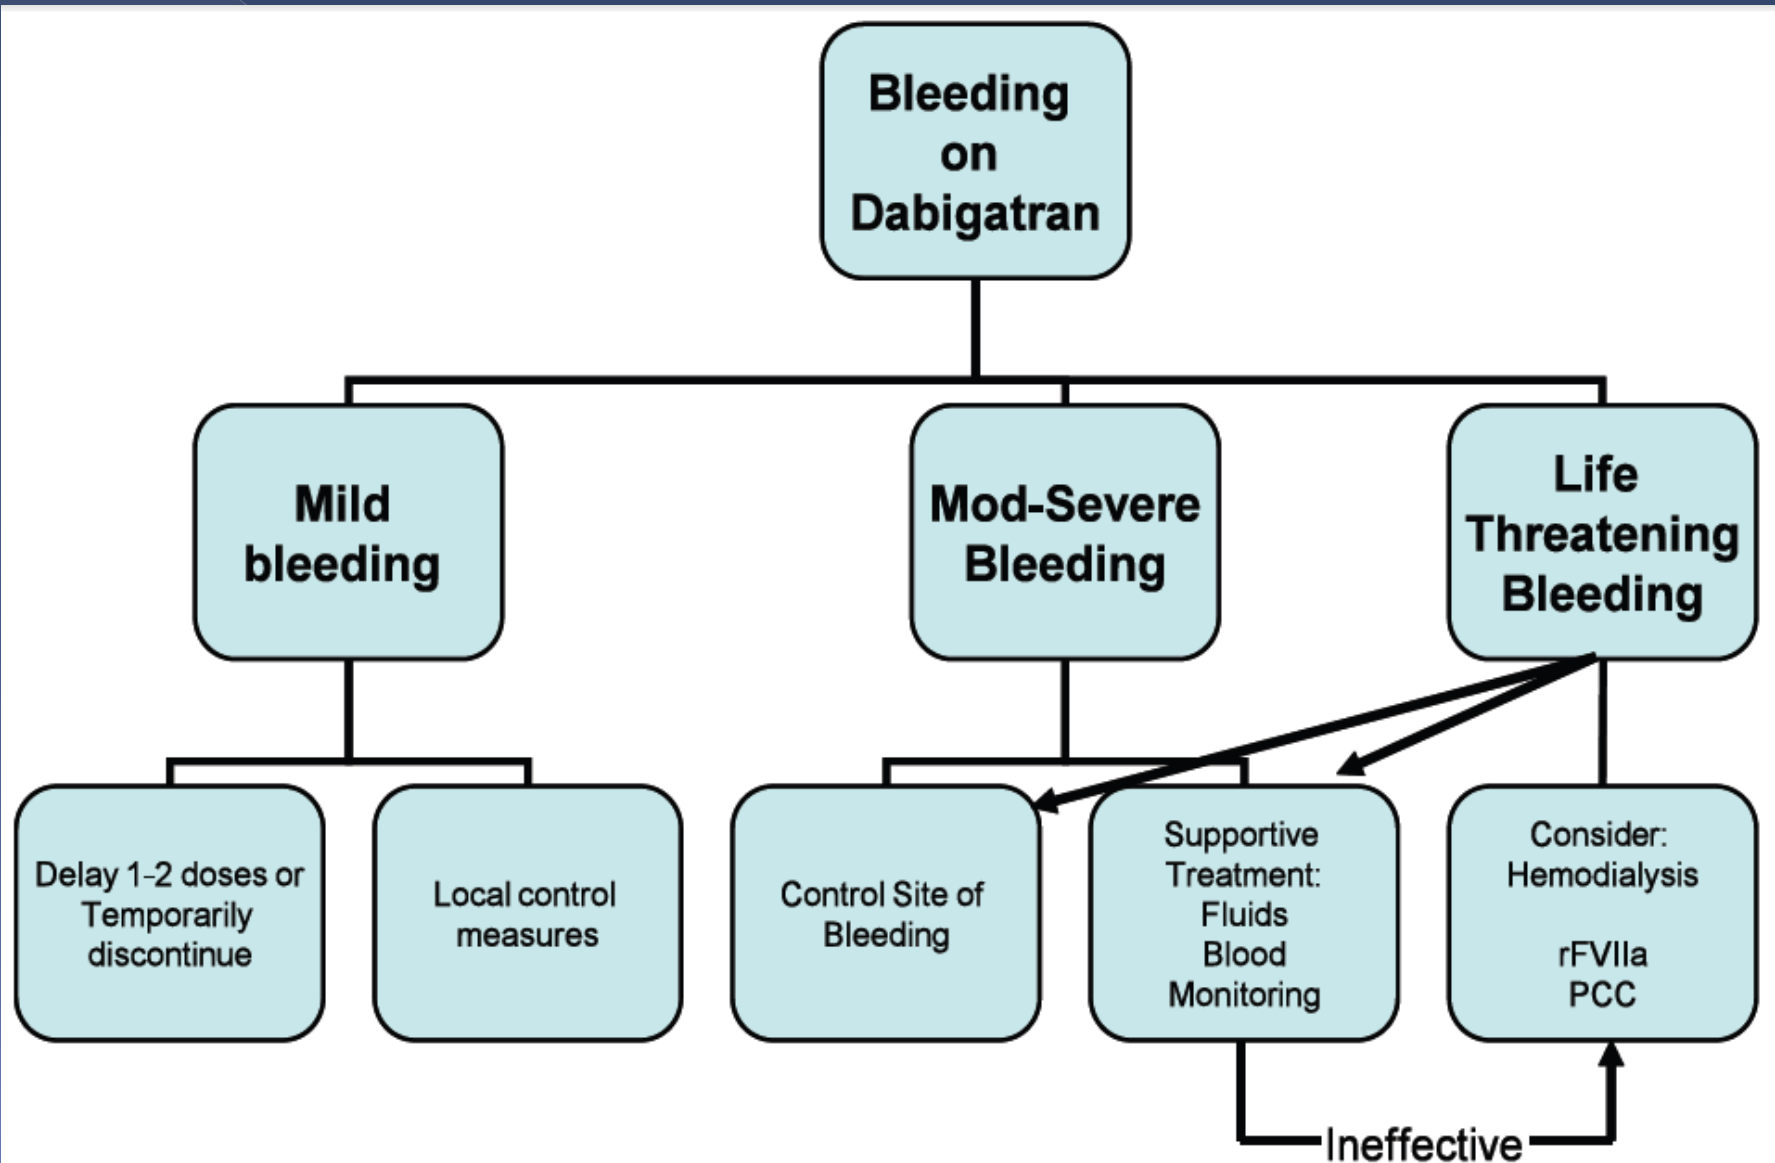 Bleeding
on
Dabigatran
Mild
bleeding
Mod-Severe
Bleeding
Life
Threatening
Bleeding
Delay 1-2 doses or
Temporarily
discontinue
Local control
measures
Control Site of
Bleeding
Supportive
Treatment:
Fluids
Blood
Monitoring
Consider:
Hemodialysis
rFVIIa
PCC
Ineffective